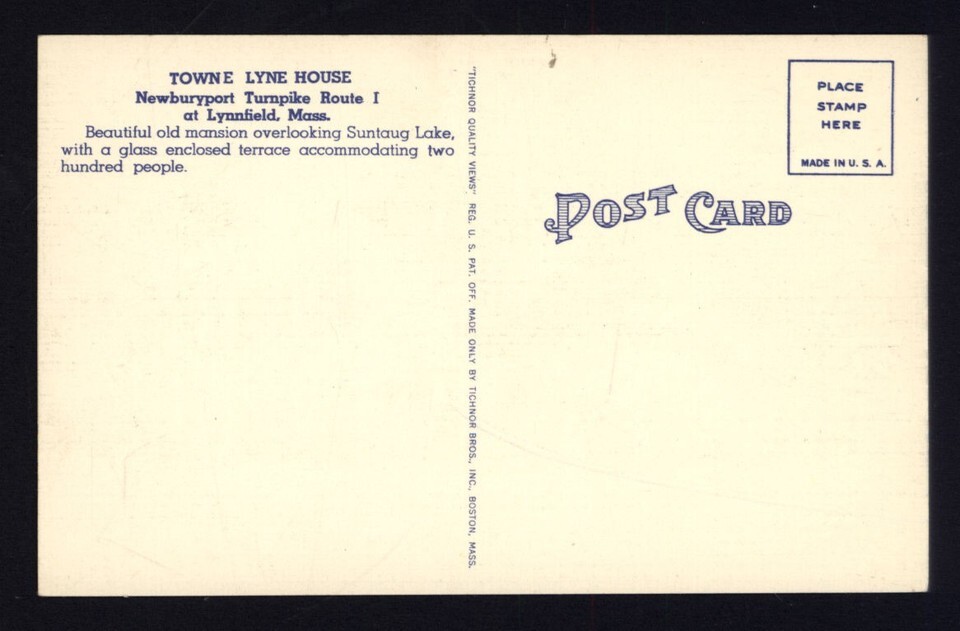 TOWNE LYNE HOUSE
Newburyport Turnpike Route I
at Lynnfield, Mass.
Beautiful old mansion overlooking Suntaug Lake,
with a glass enclosed terrace accommodating two
hundred people.
"TICHNOR QUALITY VIEWS" REG. U. S. PAT. OFF. MADE ONLY BY TICHNOR BROS., INC., BOSTON, MASS.
POST CARD
PLACE
STAMP
HERE
MADE IN U. S. A.